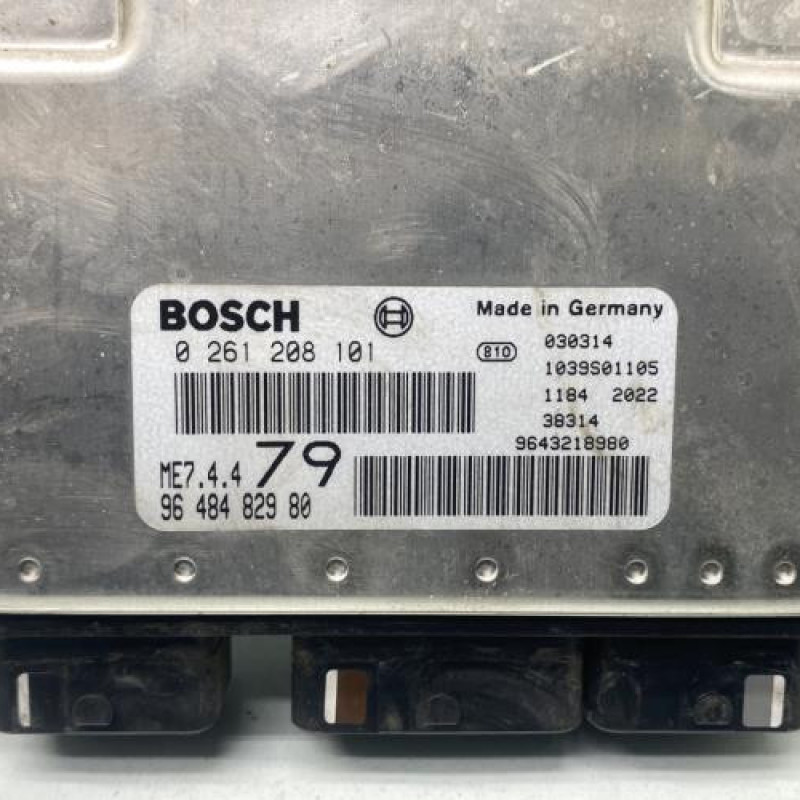 BOSCH
Made in Germany
0 261 208 101
810
030314
1039S01105
1184 2022
38314
9643218980
ME7.4.4 79
96 484 829 80